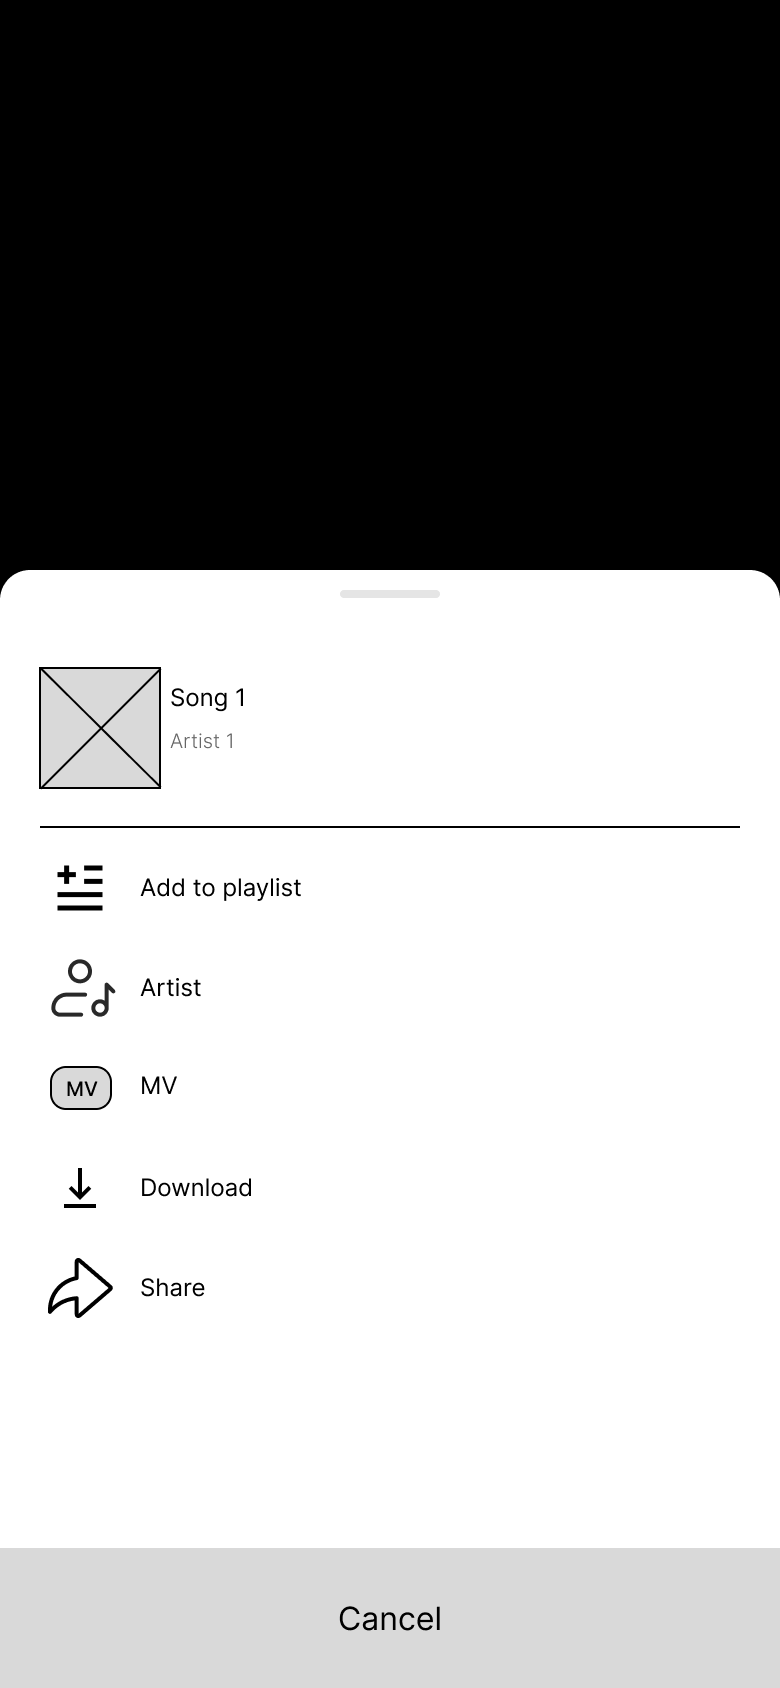 Song 1
Artist 1
Add to playlist
Artist
MV
MV
Download
Share
Cancel